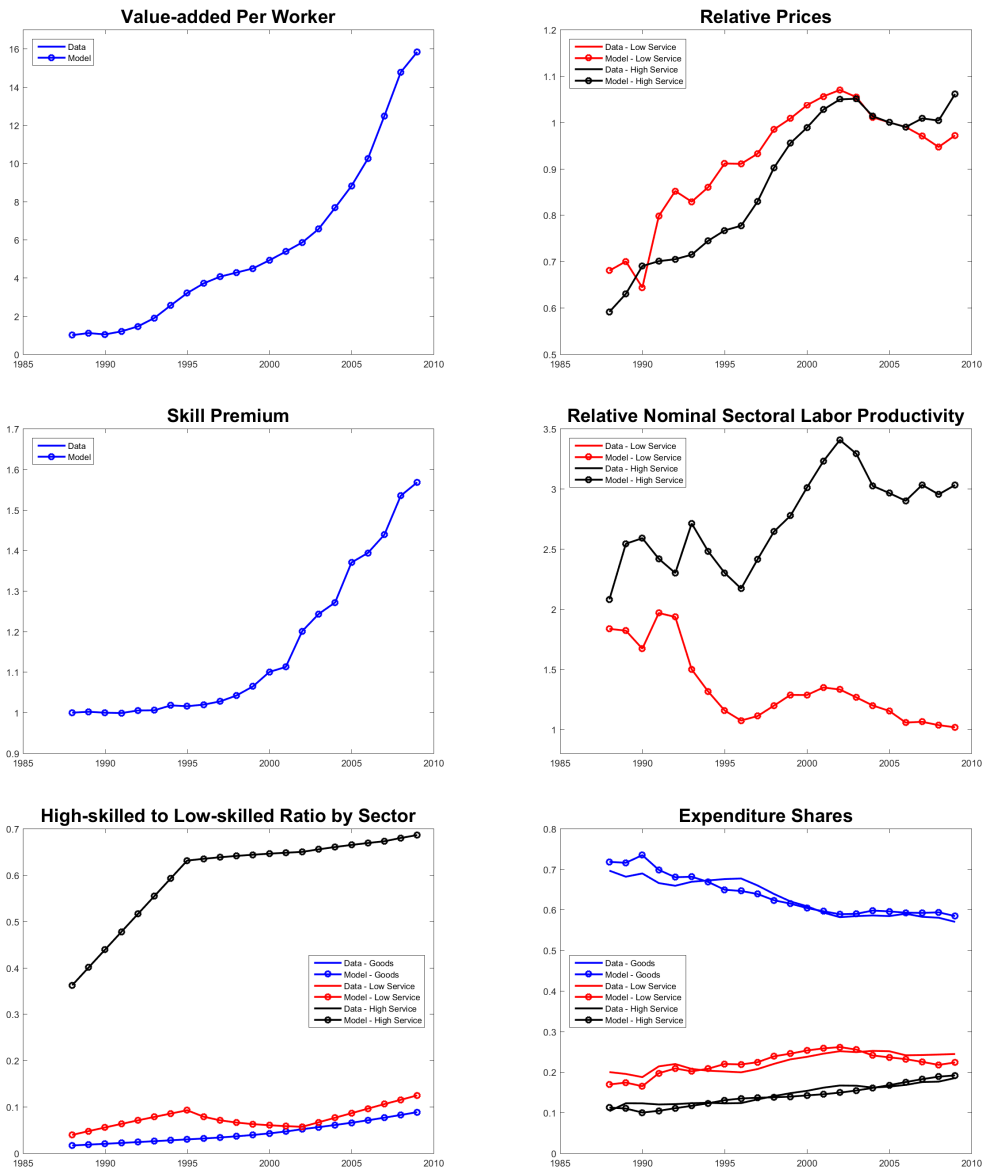 Value-added Per Worker
Data
Model
16
14
12
10
8
6
4
2
0
1985 1990 1995 2000 2005 2010
Relative Prices
Data - Low Service
Model - Low Service
Data - High Service
Model - High Service
1.2
1.1
1
0.9
0.8
0.7
0.6
0.5
1985 1990 1995 2000 2005 2010
Skill Premium
Data
Model
1.7
1.6
1.5
1.4
1.3
1.2
1.1
1
0.9
1985 1990 1995 2000 2005 2010
Relative Nominal Sectoral Labor Productivity
Data - Low Service
Model - Low Service
Data - High Service
Model - High Service
3.5
3
2.5
2
1.5
1
1985 1990 1995 2000 2005 2010
High-skilled to Low-skilled Ratio by Sector
0.7
0.6
0.5
0.4
0.3
0.2
0.1
0
Data - Goods
Model - Goods
Data - Low Service
Model - Low Service
Data - High Service
Model - High Service
1985 1990 1995 2000 2005 2010
Expenditure Shares
0.8
0.7
0.6
0.5
0.4
0.3
0.2
0.1
0
Data - Goods
Model - Goods
Data - Low Service
Model - Low Service
Data - High Service
Model - High Service
1985 1990 1995 2000 2005 2010